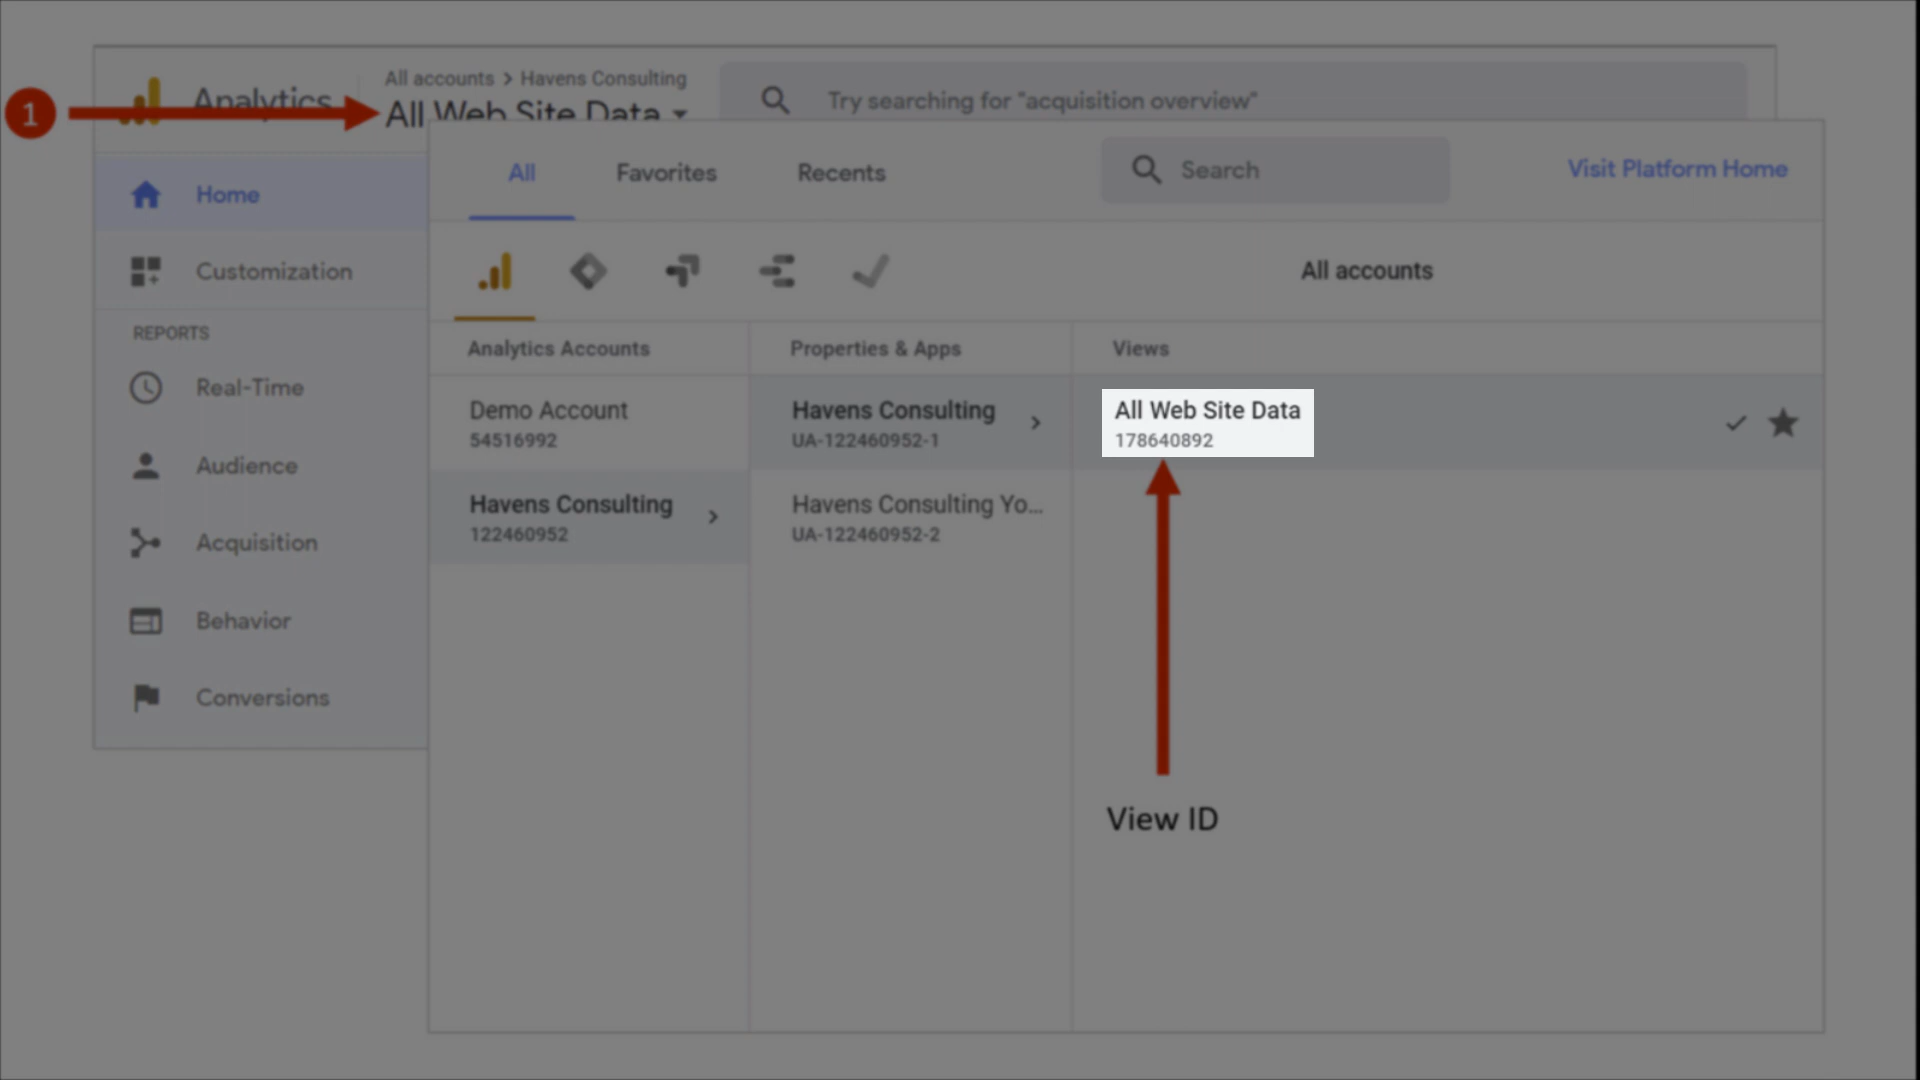 1
Analytics
All accounts > Havens Consulting
All Web Site Data
Try searching for "acquisition overview"
Home
Customization
REPORTS
Real-Time
Audience
Acquisition
Behavior
Conversions
All
Favorites
Recents
Search
Visit Platform Home
All accounts
Analytics Accounts
Properties & Apps
Views
Demo Account
54516992
Havens Consulting
122460952
Havens Consulting
UA-122460952-1
Havens Consulting Yo...
UA-122460952-2
All Web Site Data
178640892
View ID